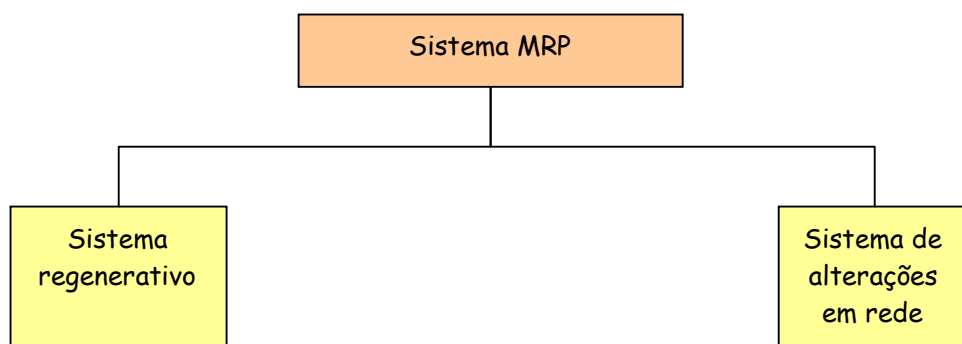 Sistema MRP
Sistema
regenerativo
Sistema de
alterações
em rede